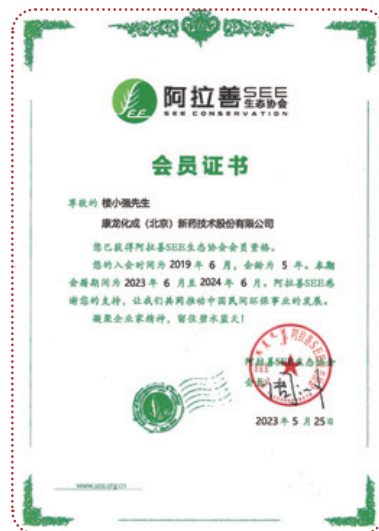 阿拉善SEE
生态协会
SEE CONSERVATION
会员证书
尊敬的 楼小强先生
康龙化成(北京)新药技术股份有限公司
您已获得阿拉善SEE生态协会会员资格。
您的入会时间为 2019 年 6 月,会龄为 5 年。本期
会籍期间为 2023 年 6 月至 2024 年 6 月。阿拉善SEE感
谢您的支持,让我们共同推动中国民间环保事业的发展。
凝聚企业家精神,留住碧水蓝天!
阿拉善SEE生态协会
会长
2023 年 5 月 25日
www.see.org.cn